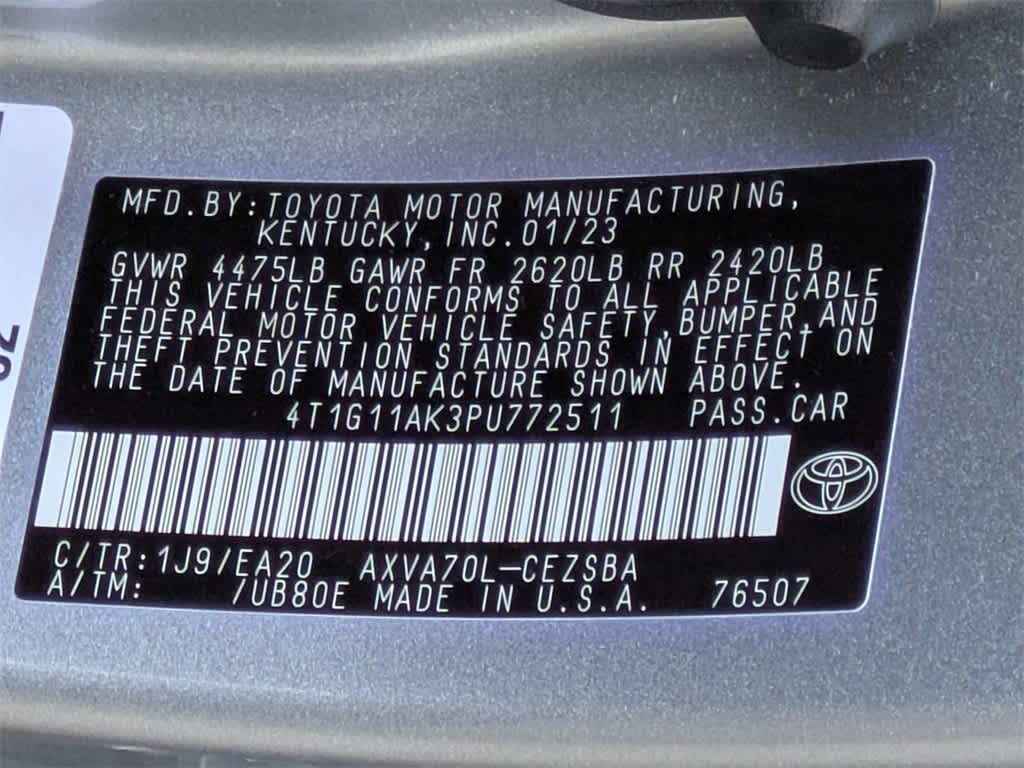 MFD.BY:TOYOTA MOTOR MANUFACTURING,
KENTUCKY,INC.01/23
GVWR 4475LB GAWR FR 2620LB RR 2420LB
THIS VEHICLE CONFORMS TO ALL APPLICABLE
FEDERAL MOTOR VEHICLE SAFETY,BUMPER,AND
THEFT PREVENTION STANDARDS IN EFFECT ON
THE DATE OF MANUFACTURE SHOWN ABOVE.
4T1G11AK3PU772511 PASS.CAR
C/TR:1J9/EA20 AXVA70L-CEZSBA
A/TM: /UB80E MADE IN U.S.A. 76507